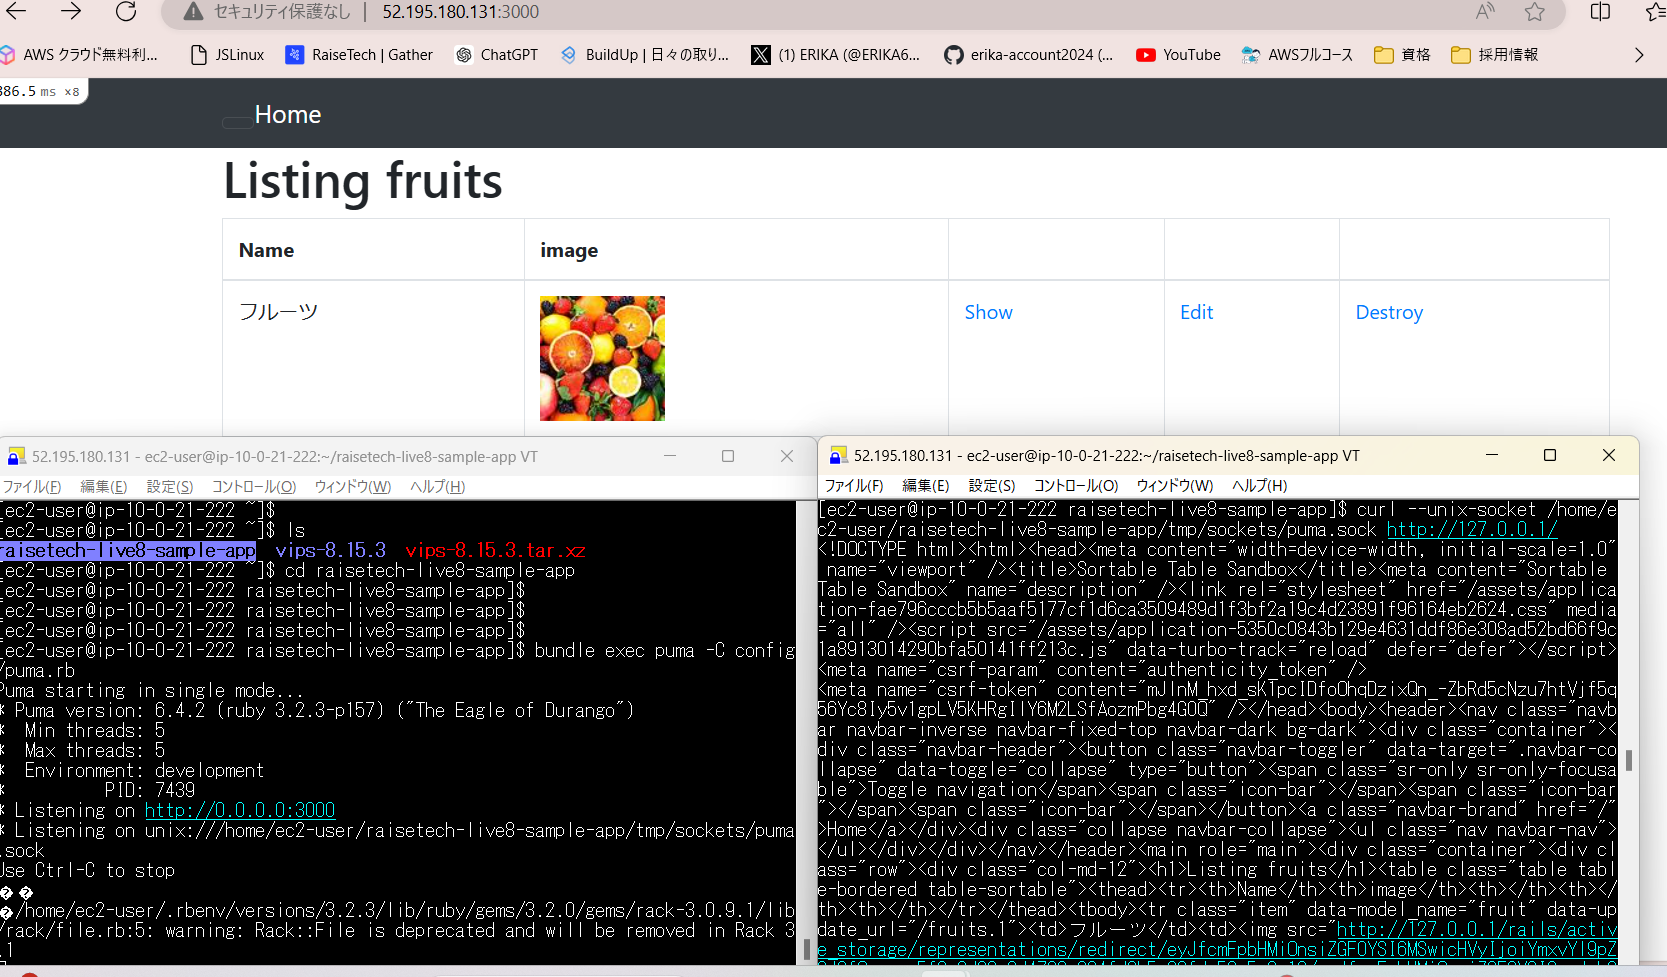 セキュリティ保護なし | 52.195.180.131:3000
AWS クラウド無料利... JSLinux RaiseTech | Gather ChatGPT BuildUp | 日々の取り... (1) ERIKA (@ERIKA6... erika-account2024 (... YouTube AWSフルコース 資格 採用情報
386.5 ms ×8
Home
Listing fruits
Name image
フルーツ Show Edit Destroy
52.195.180.131 - ec2-user@ip-10-0-21-222:~/raisetech-live8-sample-app VT
ファイル(F) 編集(E) 設定(S) コントロール(O) ウィンドウ(W) ヘルプ(H)
[ec2-user@ip-10-0-21-222 ~]$
[ec2-user@ip-10-0-21-222 ~]$ ls
raisetech-live8-sample-app vips-8.15.3 vips-8.15.3.tar.xz
[ec2-user@ip-10-0-21-222 ~]$ cd raisetech-live8-sample-app
[ec2-user@ip-10-0-21-222 raisetech-live8-sample-app]$
[ec2-user@ip-10-0-21-222 raisetech-live8-sample-app]$
[ec2-user@ip-10-0-21-222 raisetech-live8-sample-app]$
[ec2-user@ip-10-0-21-222 raisetech-live8-sample-app]$ bundle exec puma -C config
/puma.rb
Puma starting in single mode...
* Puma version: 6.4.2 (ruby 3.2.3-p157) ("The Eagle of Durango")
* Min threads: 5
* Max threads: 5
* Environment: development
* PID: 7439
* Listening on http://0.0.0.0:3000
* Listening on unix:///home/ec2-user/raisetech-live8-sample-app/tmp/sockets/puma
.sock
Use Ctrl-C to stop
��
�/home/ec2-user/.rbenv/versions/3.2.3/lib/ruby/gems/3.2.0/gems/rack-3.0.9.1/lib
/rack/file.rb:5: warning: Rack::File is deprecated and will be removed in Rack 3
.1
52.195.180.131 - ec2-user@ip-10-0-21-222:~/raisetech-live8-sample-app VT
ファイル(F) 編集(E) 設定(S) コントロール(O) ウィンドウ(W) ヘルプ(H)
[ec2-user@ip-10-0-21-222 raisetech-live8-sample-app]$ curl --unix-socket /home/e
c2-user/raisetech-live8-sample-app/tmp/sockets/puma.sock http://127.0.0.1/
<!DOCTYPE html><html><head><meta content="width=device-width, initial-scale=1.0"
name="viewport" /><title>Sortable Table Sandbox</title><meta content="Sortable
Table Sandbox" name="description" /><link rel="stylesheet" href="/assets/applica
tion-fae796cccb5b5aaf5177cf1d6ca3509489d1f3bf2a19c4d23891f96164eb2624.css" media
="all" /><script src="/assets/application-5350c0843b129e4631ddf86e308ad52bd66f9c
1a8913014290bfa50141ff213c.js" data-turbo-track="reload" defer="defer"></script>
<meta name="csrf-param" content="authenticity_token" />
<meta name="csrf-token" content="mJlnM_hxd_sKTpcIDfoOhqDzixQn_-ZbRd5cNzu7htVjf5q
56Yc8Iy5v1gpLV5KHRgIlY6M2LSfAozmPbg4GOQ" /></head><body><header><nav class="navb
ar navbar-inverse navbar-fixed-top navbar-dark bg-dark"><div class="container"><
div class="navbar-header"><button class="navbar-toggler" data-target=".navbar-co
llapse" data-toggle="collapse" type="button"><span class="sr-only sr-only-focusa
ble">Toggle navigation</span><span class="icon-bar"></span><span class="icon-bar
"></span><span class="icon-bar"></span></button><a class="navbar-brand" href="/"
>Home</a></div><div class="collapse navbar-collapse"><ul class="nav navbar-nav">
</ul></div></div></nav></header><main role="main"><div class="container"><div cl
ass="row"><div class="col-md-12"><h1>Listing fruits</h1><table class="table tabl
e-bordered table-sortable"><thead><tr><th>Name</th><th>image</th><th></th><th></
th><th></th></tr></thead><tbody><tr class="item" data-model_name="fruit" data-up
date_url="/fruits.1"><td>フルーツ</td><td><img src="http://127.0.0.1/rails/activ
e_storage/representations/redirect/eyJfcmFpbHMiOnsiZGF0YSI6MSwicHVyIjoiYmxvYl9pZ